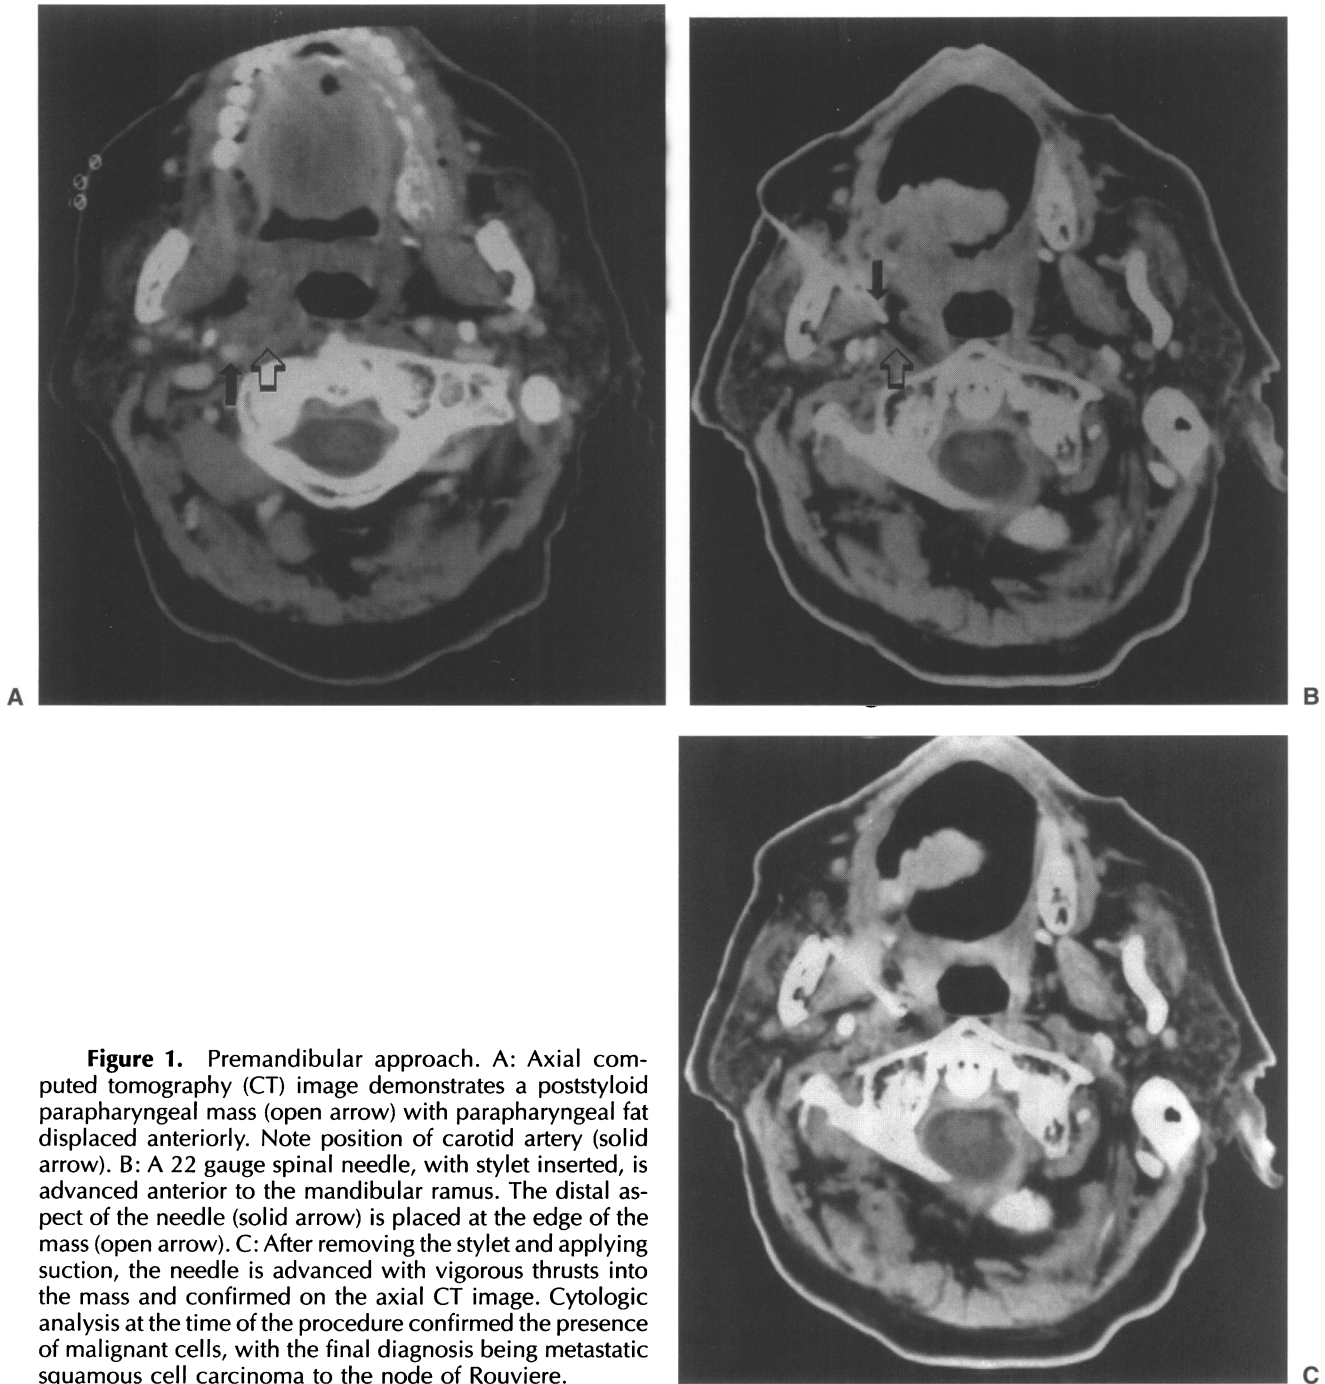 A
B
Figure 1. Premandibular approach. A: Axial com-
puted tomography (CT) image demonstrates a poststyloid
parapharyngeal mass (open arrow) with parapharyngeal fat
displaced anteriorly. Note position of carotid artery (solid
arrow). B: A 22 gauge spinal needle, with stylet inserted, is
advanced anterior to the mandibular ramus. The distal as-
pect of the needle (solid arrow) is placed at the edge of the
mass (open arrow). C: After removing the stylet and applying
suction, the needle is advanced with vigorous thrusts into
the mass and confirmed on the axial CT image. Cytologic
analysis at the time of the procedure confirmed the presence
of malignant cells, with the final diagnosis being metastatic
squamous cell carcinoma to the node of Rouviere.
C